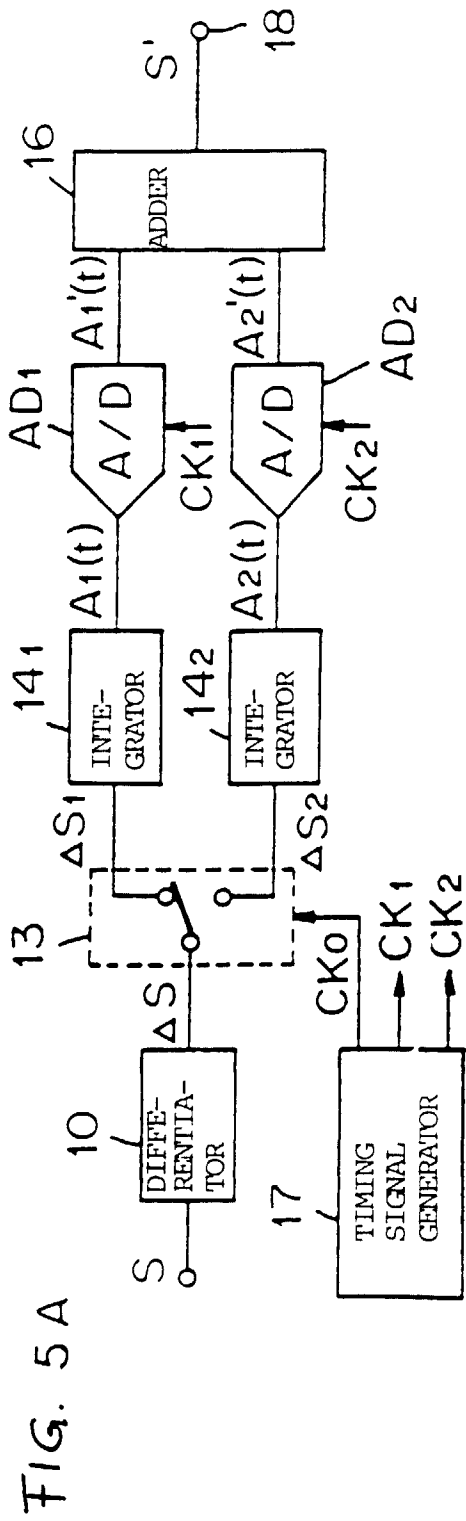 FIG. 5A
S
10
DIFFE-
RENTIA-
TOR
ΔS
13
ΔS1
ΔS2
141
INTE-
GRATOR
142
INTE-
GRATOR
A1(t)
A2(t)
AD1
A/D
CK1
A/D
CK2
AD2
A1'(t)
A2'(t)
16
ADDER
S'
18
17
TIMING
SIGNAL
GENERATOR
CK0
CK1
CK2